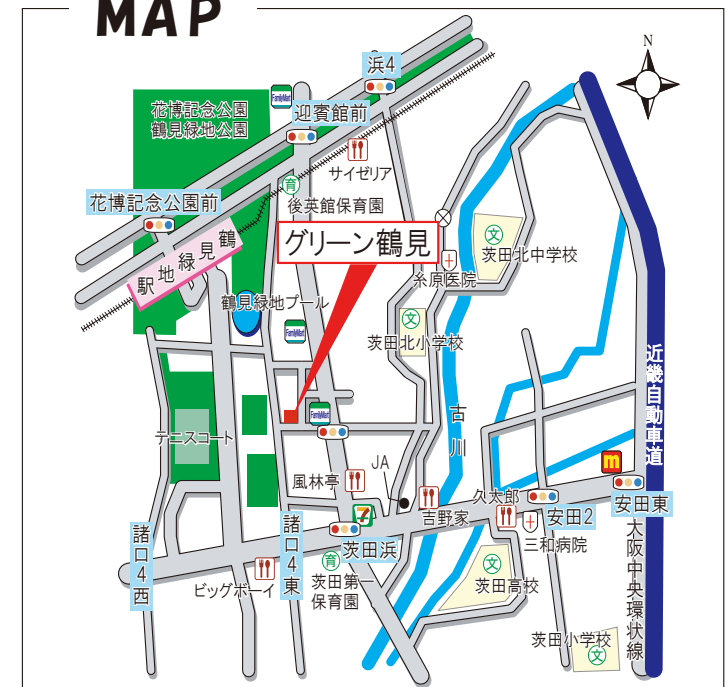 MAP
N
浜4
FamilyMart
花博記念公園
鶴見緑地公園
迎賓館前
サイゼリア
花博記念公園前
育
後英館保育園
鶴見緑地駅
グリーン鶴見
文
茨田北中学校
糸原医院
鶴見緑地プール
FamilyMart
文
茨田北小学校
近畿自動車道
古川
FamilyMart
テニスコート
風林亭
JA
m
7
吉野家
久太郎
安田2
安田東
諸口4西
諸口4東
茨田浜
三和病院
大阪中央環状線
ビッグボーイ
育
茨田第一
保育園
文
茨田高校
茨田小学校
文